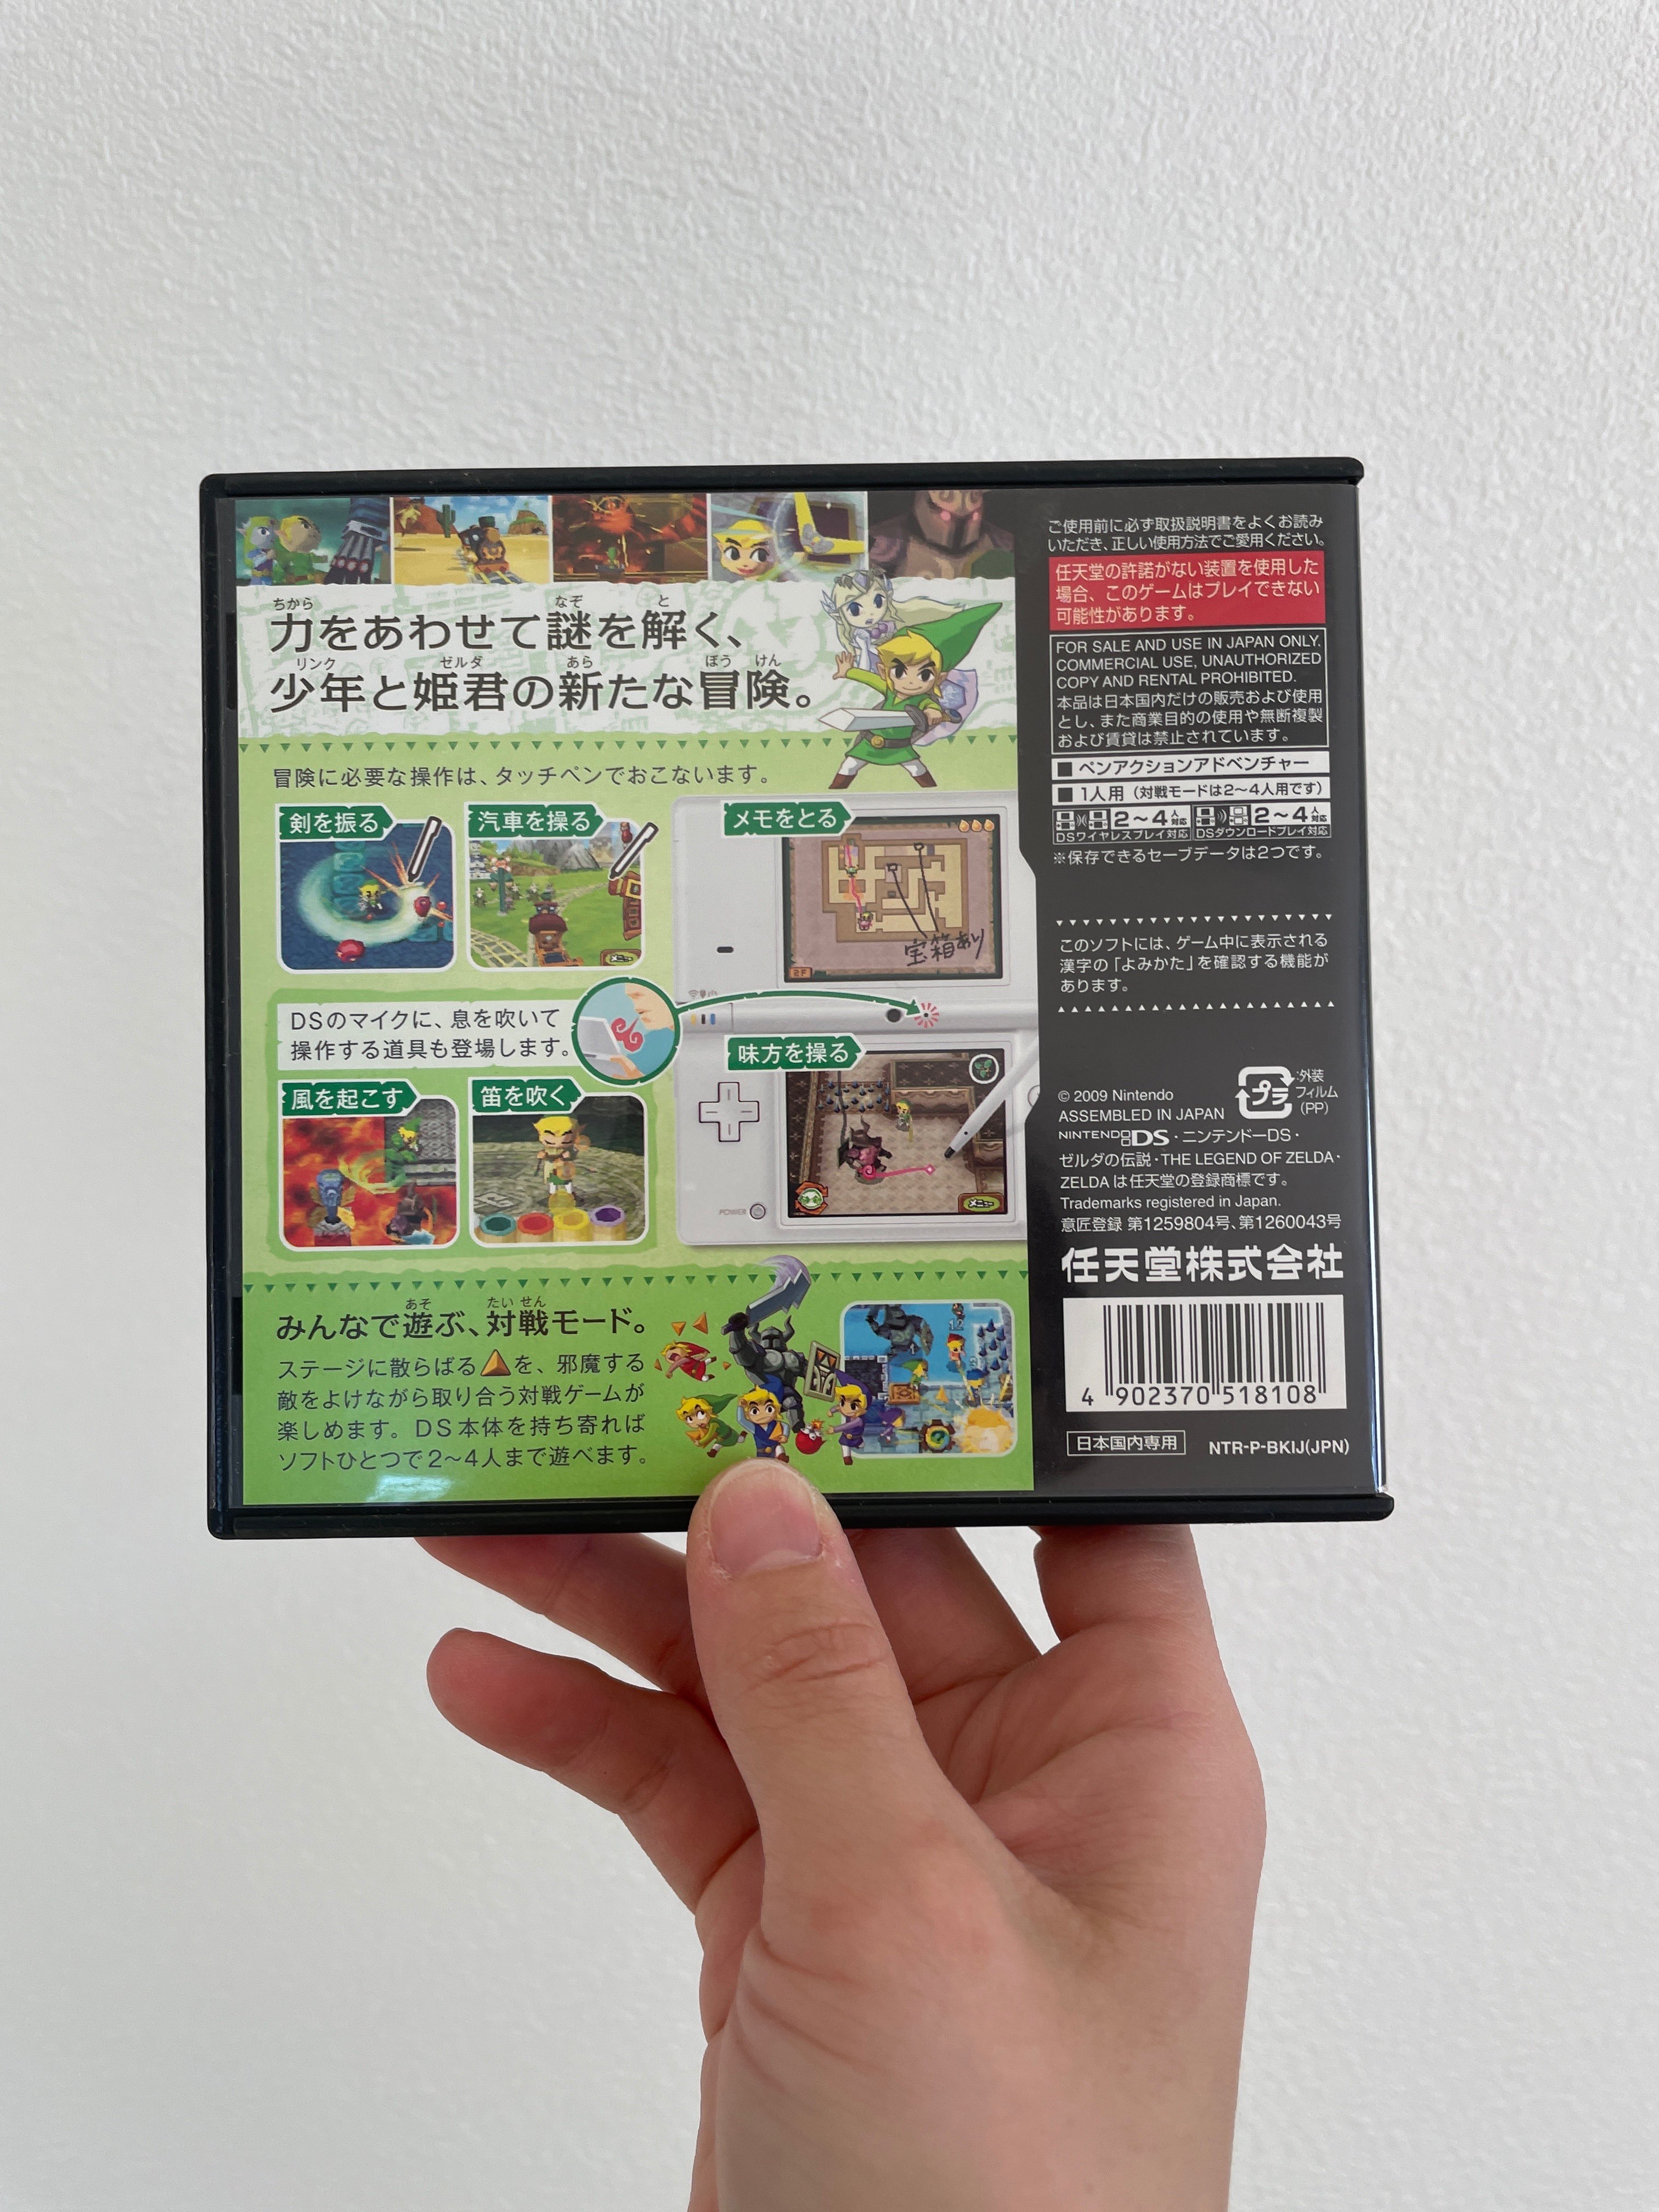 力をあわせて謎を解く、
ちから なぞ と
少年と姫君の新たな冒険。
リンク ゼルダ あら ぼう けん
冒険に必要な操作は、タッチペンでおこないます。
剣を振る
汽車を操る
メモをとる
宝箱あり
2F
DSのマイクに、息を吹いて
操作する道具も登場します。
味方を操る
風を起こす
笛を吹く
メニュー
メニュー
POWER
みんなで遊ぶ、対戦モード。
あそ たい せん
ステージに散らばる▲を、邪魔する
敵をよけながら取り合う対戦ゲームが
楽しめます。DS本体を持ち寄れば
ソフトひとつで2〜4人まで遊べます。
ご使用前に必ず取扱説明書をよくお読み
いただき、正しい使用方法でご愛用ください。
任天堂の許諾がない装置を使用した
場合、このゲームはプレイできない
可能性があります。
FOR SALE AND USE IN JAPAN ONLY.
COMMERCIAL USE, UNAUTHORIZED
COPY AND RENTAL PROHIBITED.
本品は日本国内だけの販売および使用
とし、また商業目的の使用や無断複製
および賃貸は禁止されています。
■ ペンアクションアドベンチャー
■ 1人用（対戦モードは2〜4人用です）
2〜4人対応
DSワイヤレスプレイ対応
2〜4人対応
DSダウンロードプレイ対応
※保存できるセーブデータは2つです。
このソフトには、ゲーム中に表示される
漢字の「よみかた」を確認する機能が
あります。
© 2009 Nintendo
ASSEMBLED IN JAPAN
プラ
:外装
フィルム
(PP)
NINTENDO DS・ニンテンドーDS・
ゼルダの伝説・THE LEGEND OF ZELDA・
ZELDA は任天堂の登録商標です。
Trademarks registered in Japan.
意匠登録 第1259804号、第1260043号
任天堂株式会社
4 902370 518108
日本国内専用
NTR-P-BKIJ(JPN)